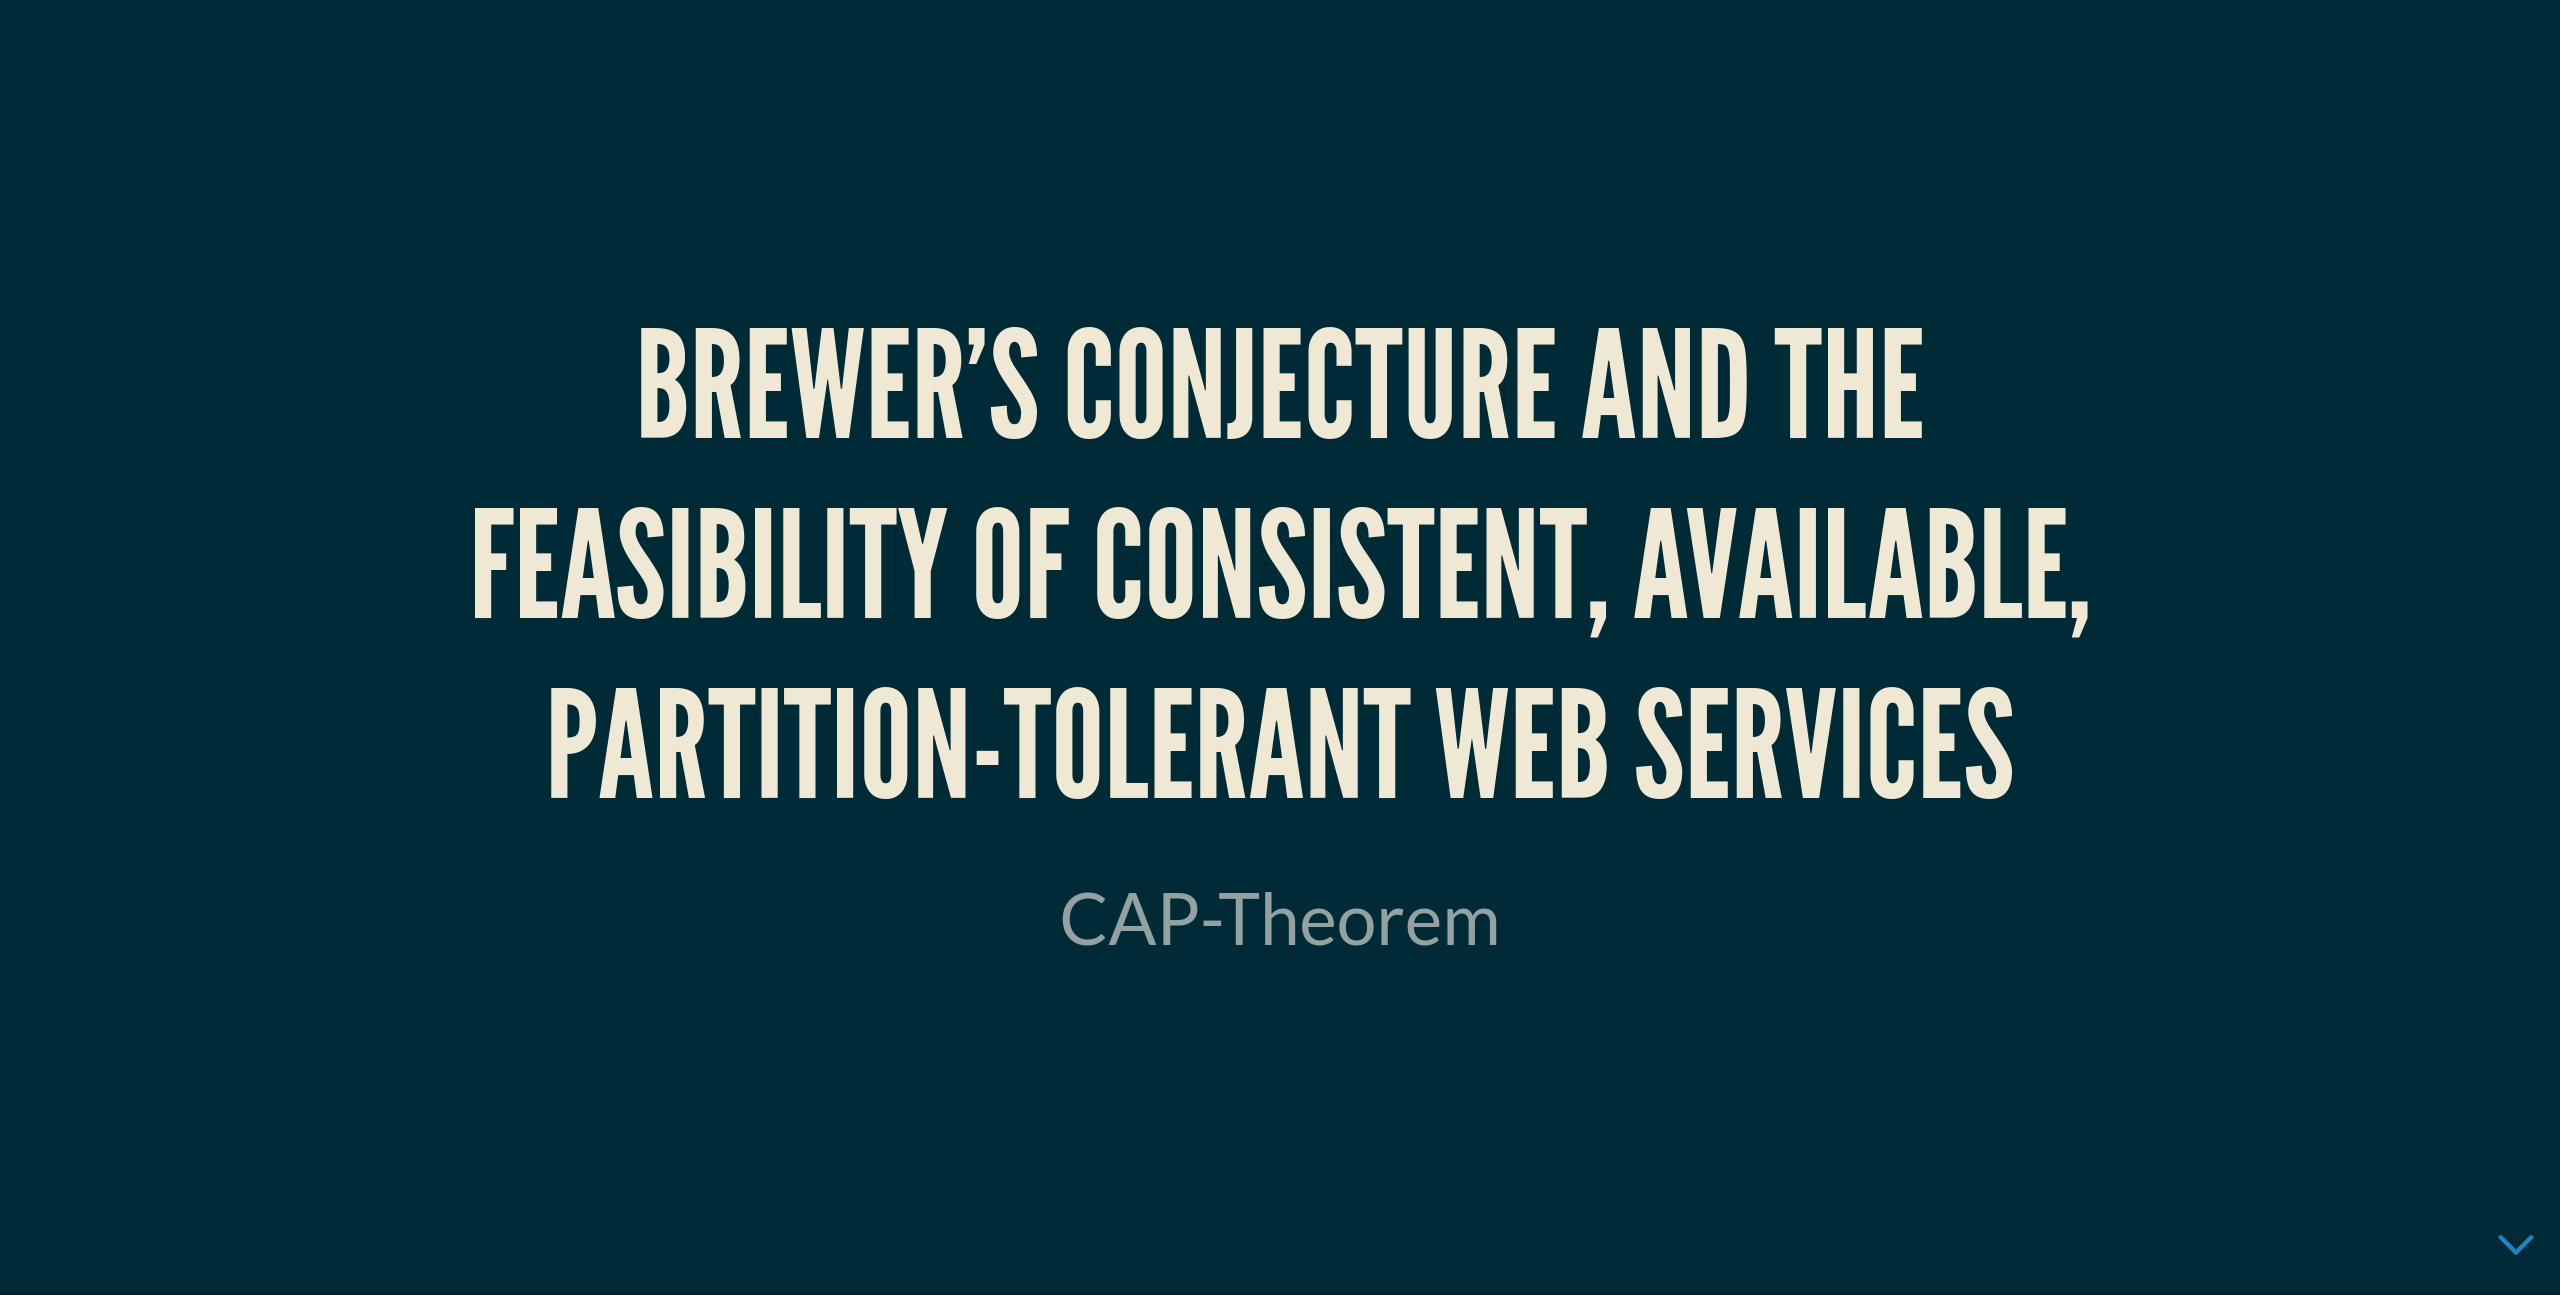 BREWER’S CONJECTURE AND THE
FEASIBILITY OF CONSISTENT, AVAILABLE,
PARTITION-TOLERANT WEB SERVICES
CAP-Theorem